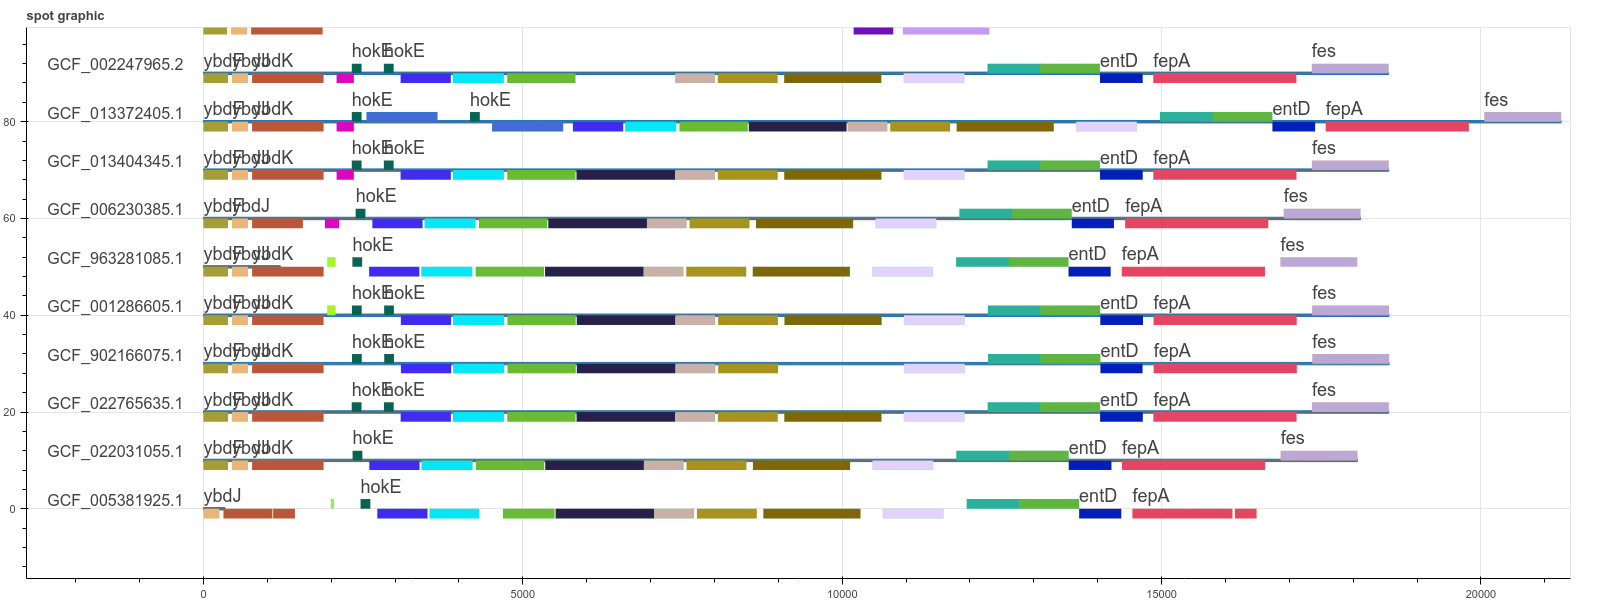 spot graphic
hokE hokE fes
GCF_002247965.2 ybdF ybdJ ybdK entD fepA
hokE hokE fes
GCF_013372405.1 ybdF ybdJ ybdK entD fepA
80
hokE hokE fes
GCF_013404345.1 ybdF ybdJ ybdK entD fepA
hokE fes
GCF_006230385.1 ybdF ybdJ entD fepA
60
hokE fes
GCF_963281085.1 ybdF ybdJ ybdK entD fepA
hokE hokE fes
GCF_001286605.1 ybdF ybdJ ybdK entD fepA
40
hokE hokE fes
GCF_902166075.1 ybdF ybdJ ybdK entD fepA
hokE hokE fes
GCF_022765635.1 ybdF ybdJ ybdK entD fepA
20
hokE fes
GCF_022031055.1 ybdF ybdJ ybdK entD fepA
hokE
GCF_005381925.1 ybdJ entD fepA
0
0 5000 10000 15000 20000